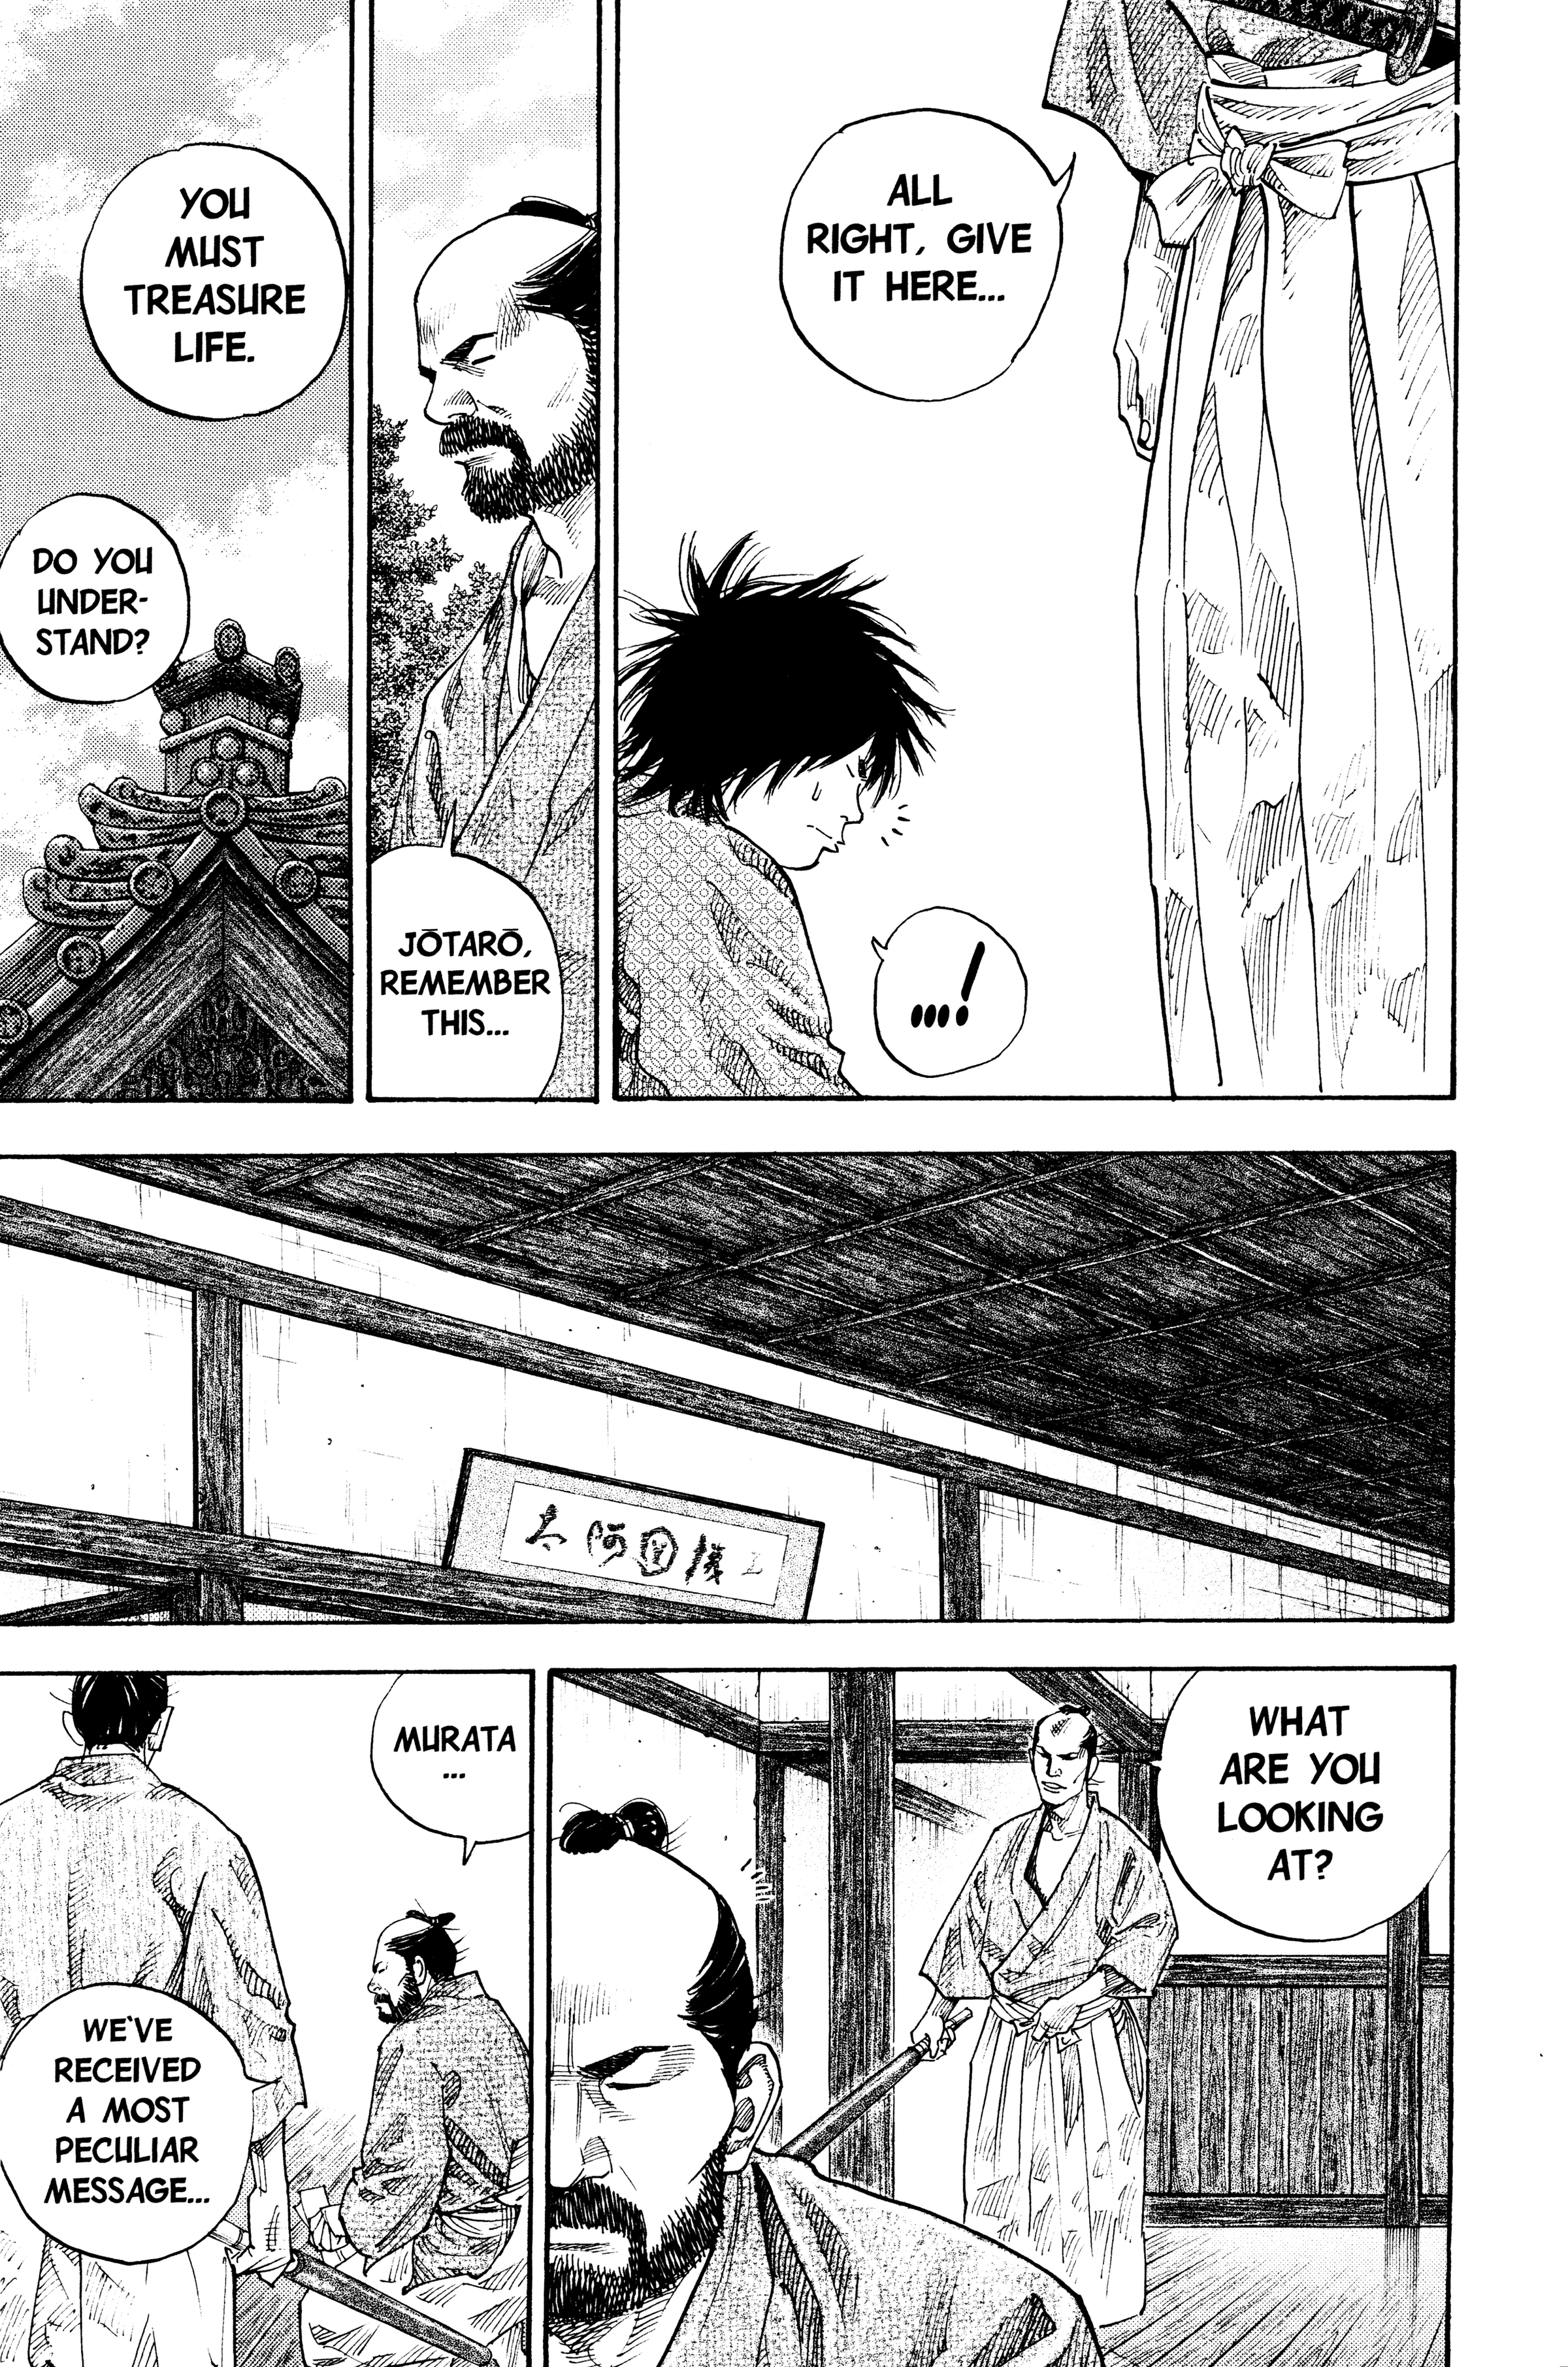 ALL
RIGHT, GIVE
IT HERE...
....!
JŌTARŌ,
REMEMBER
THIS...
YOU
MUST
TREASURE
LIFE.
DO YOU
UNDER-
STAND?
WHAT
ARE YOU
LOOKING
AT?
MURATA
...
WE'VE
RECEIVED
A MOST
PECULIAR
MESSAGE...